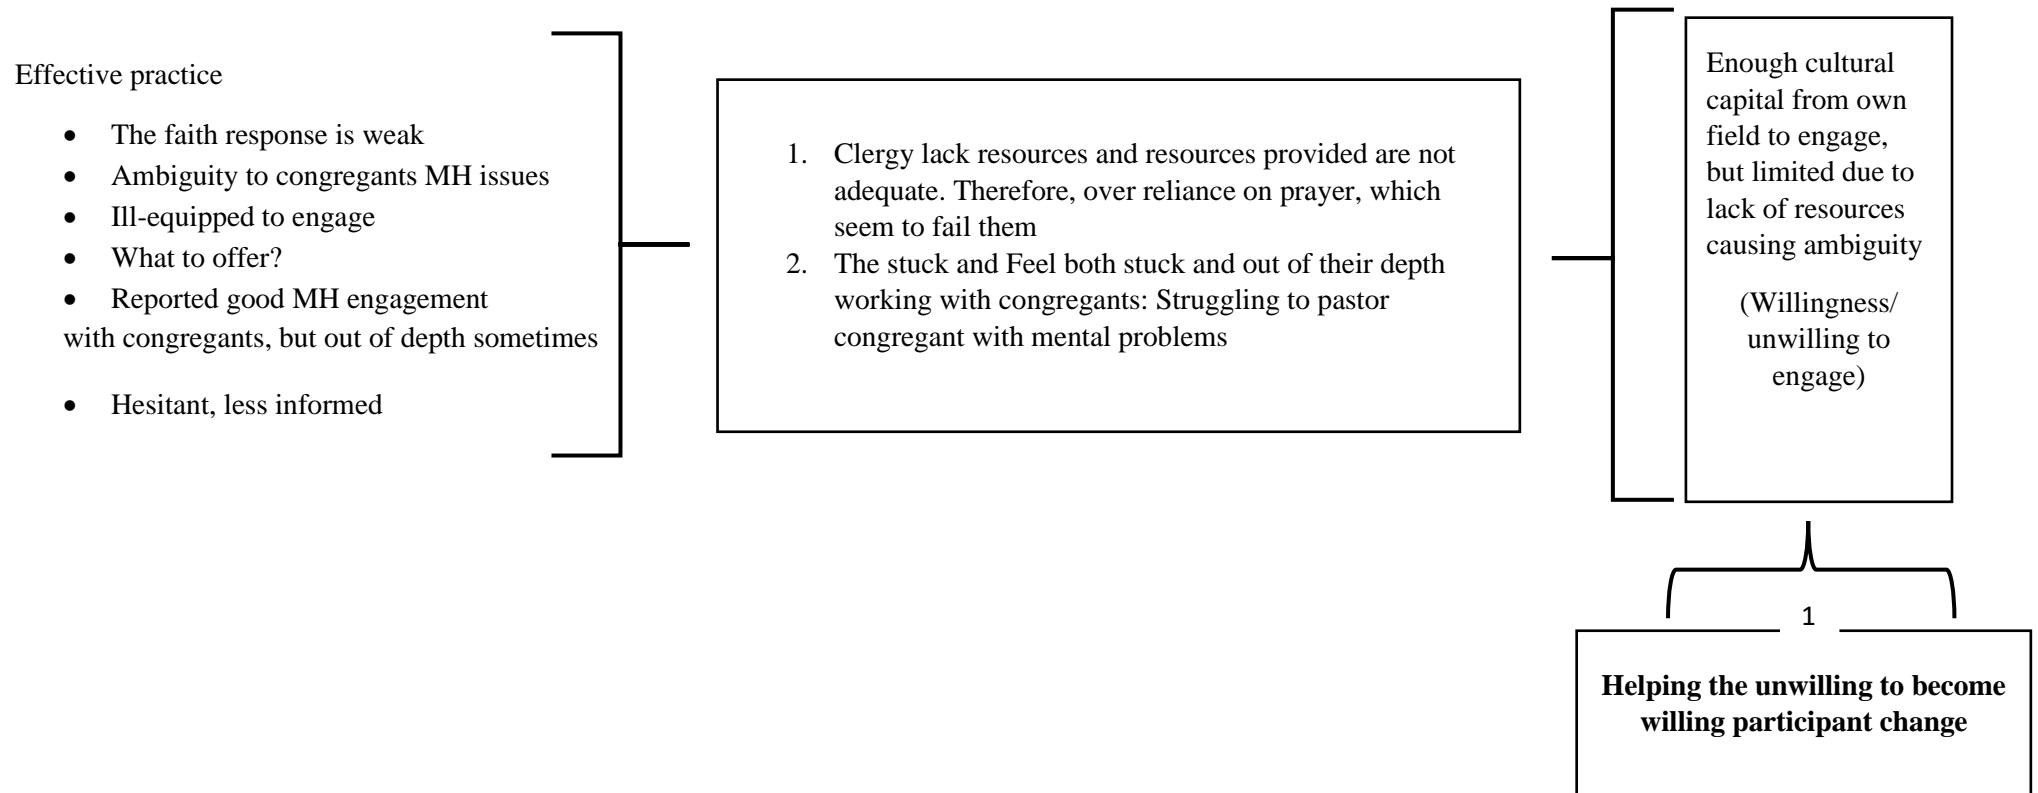 Effective practice
• The faith response is weak
• Ambiguity to congregants MH issues
• Ill-equipped to engage
• What to offer?
• Reported good MH engagement
with congregants, but out of depth sometimes
• Hesitant, less informed
1. Clergy lack resources and resources provided are not
adequate. Therefore, over reliance on prayer, which
seem to fail them
2. The stuck and Feel both stuck and out of their depth
working with congregants: Struggling to pastor
congregant with mental problems
Enough cultural
capital from own
field to engage,
but limited due to
lack of resources
causing ambiguity
(Willingness/
unwilling to
engage)
1
Helping the unwilling to become
willing participant change